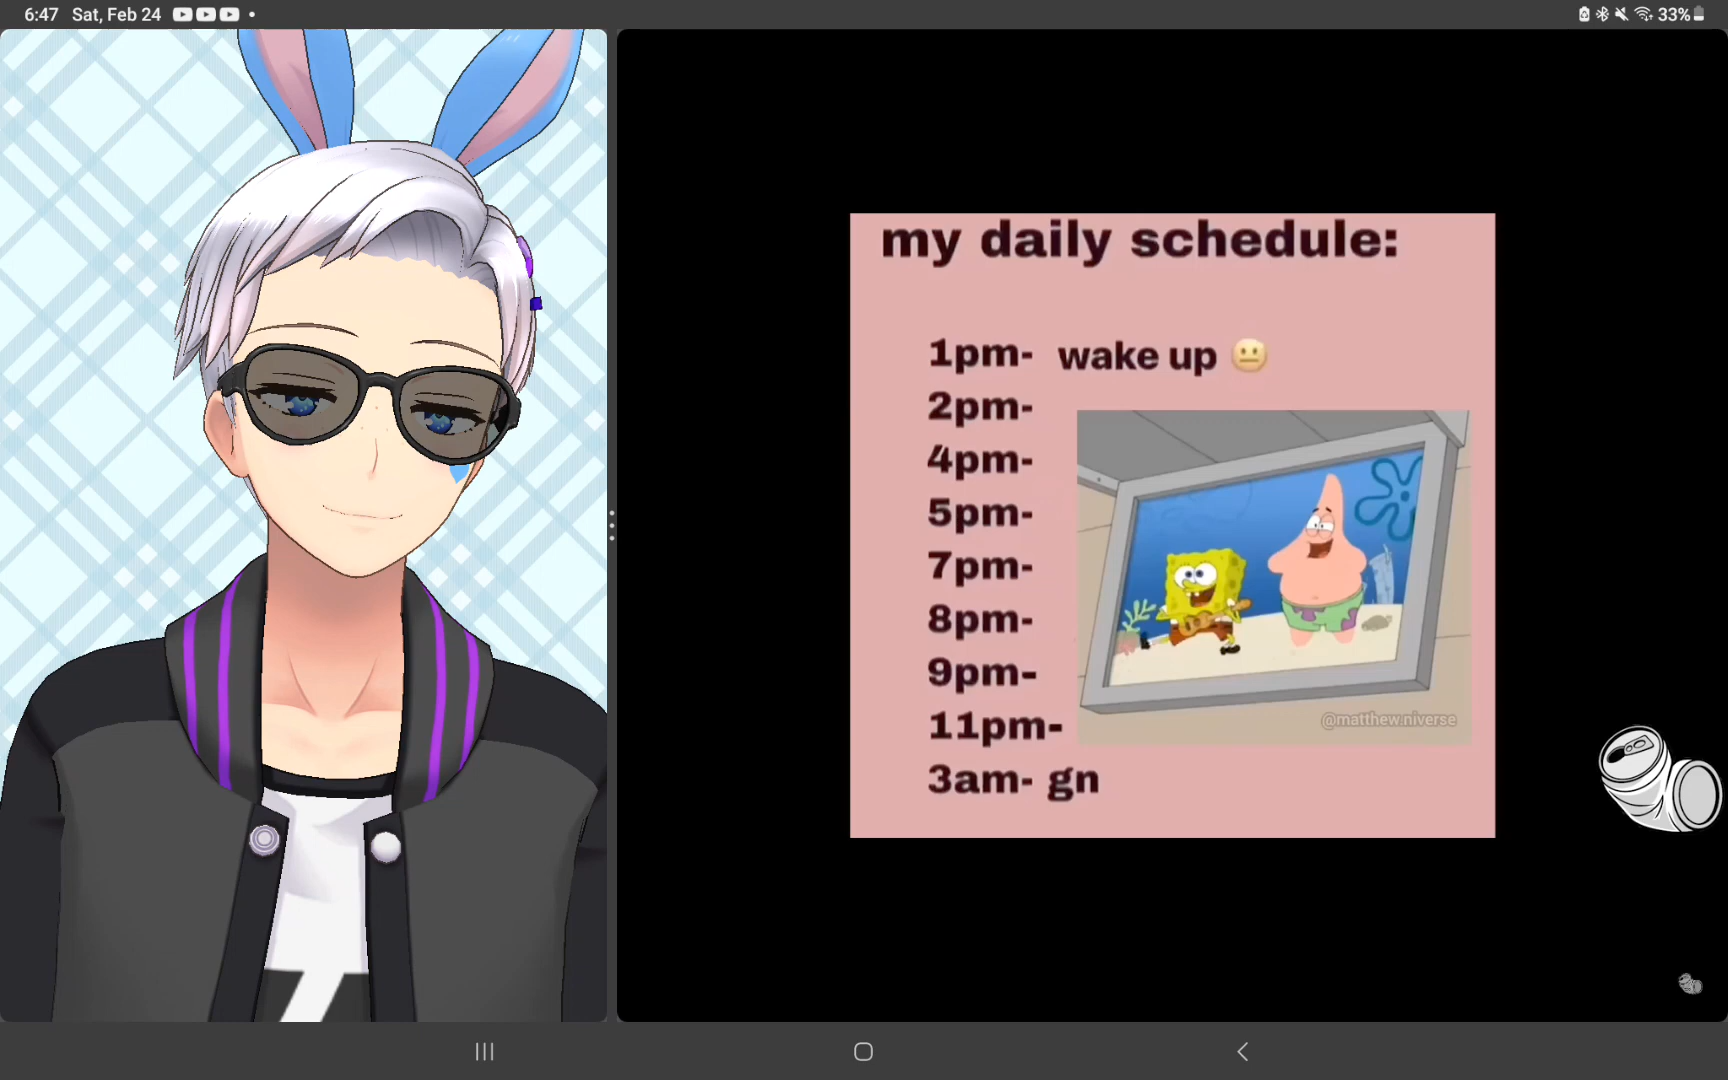 6:47 Sat, Feb 24
33%
my daily schedule:
1pm- wake up 😐
2pm-
4pm-
5pm-
7pm-
8pm-
9pm-
11pm-
3am- gn
@matthew.niverse